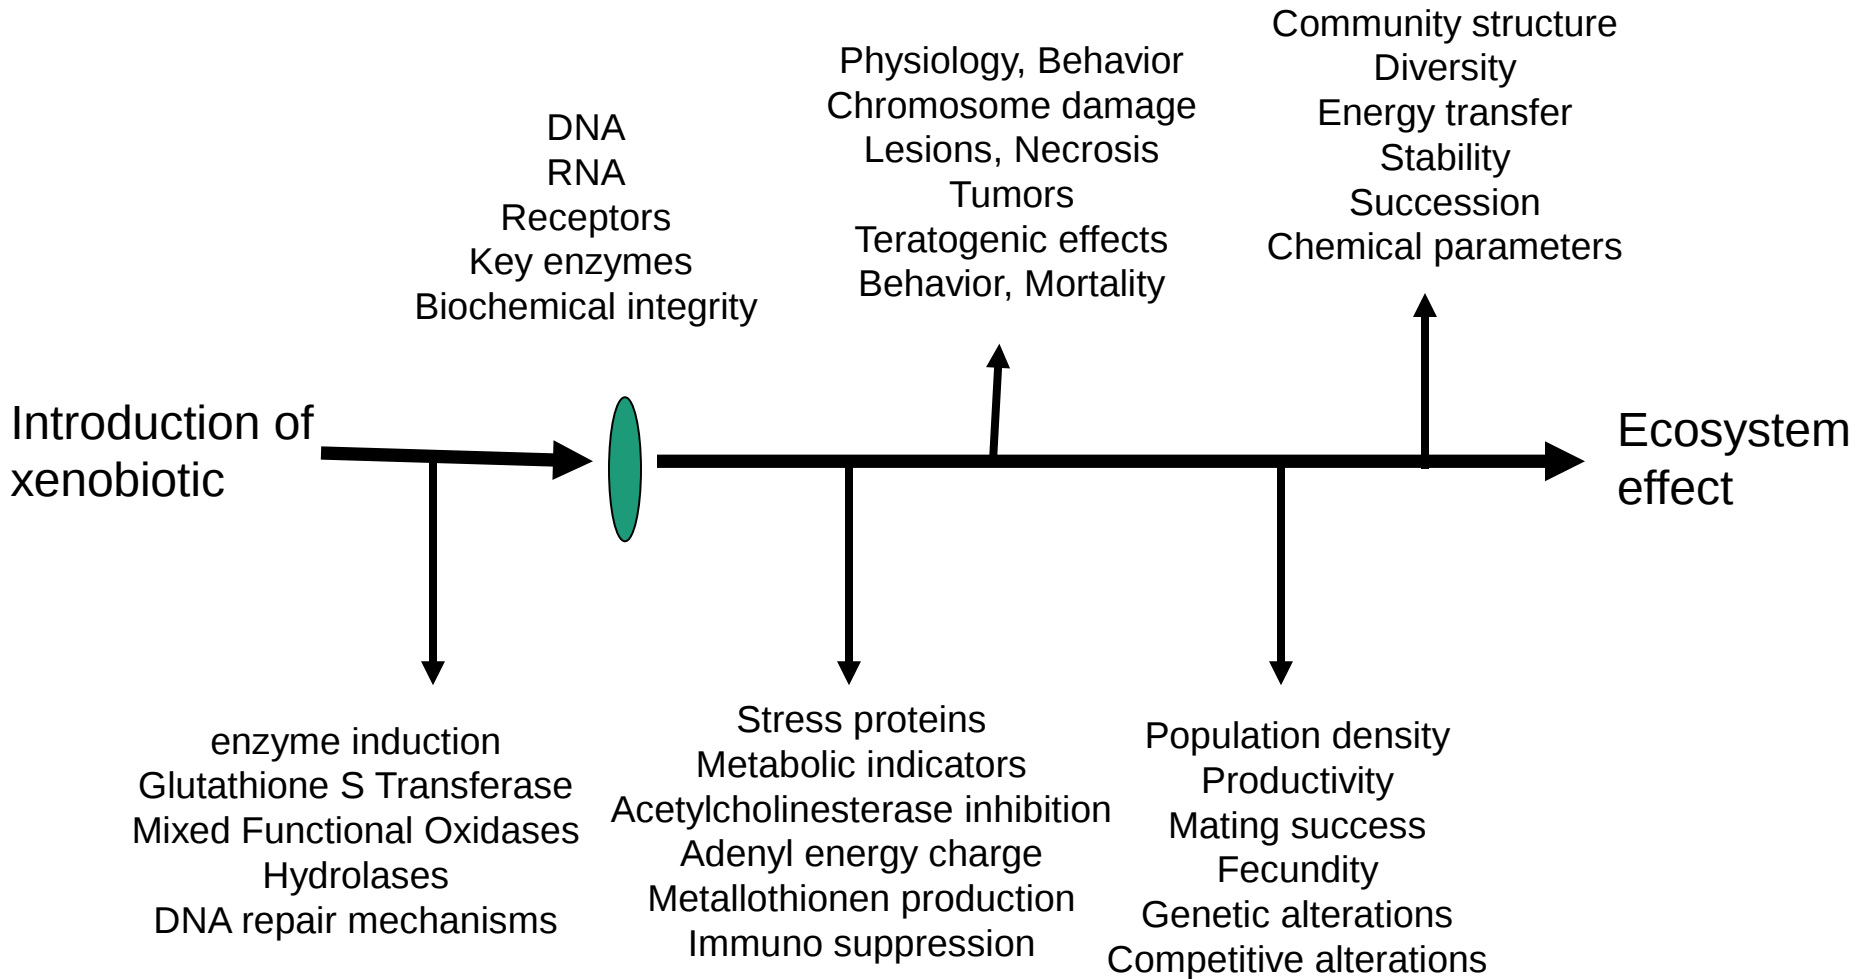 Introduction of
xenobiotic
DNA
RNA
Receptors
Key enzymes
Biochemical integrity
Physiology, Behavior
Chromosome damage
Lesions, Necrosis
Tumors
Teratogenic effects
Behavior, Mortality
Community structure
Diversity
Energy transfer
Stability
Succession
Chemical parameters
Ecosystem
effect
enzyme induction
Glutathione S Transferase
Mixed Functional Oxidases
Hydrolases
DNA repair mechanisms
Stress proteins
Metabolic indicators
Acetylcholinesterase inhibition
Adenyl energy charge
Metallothionen production
Immuno suppression
Population density
Productivity
Mating success
Fecundity
Genetic alterations
Competitive alterations